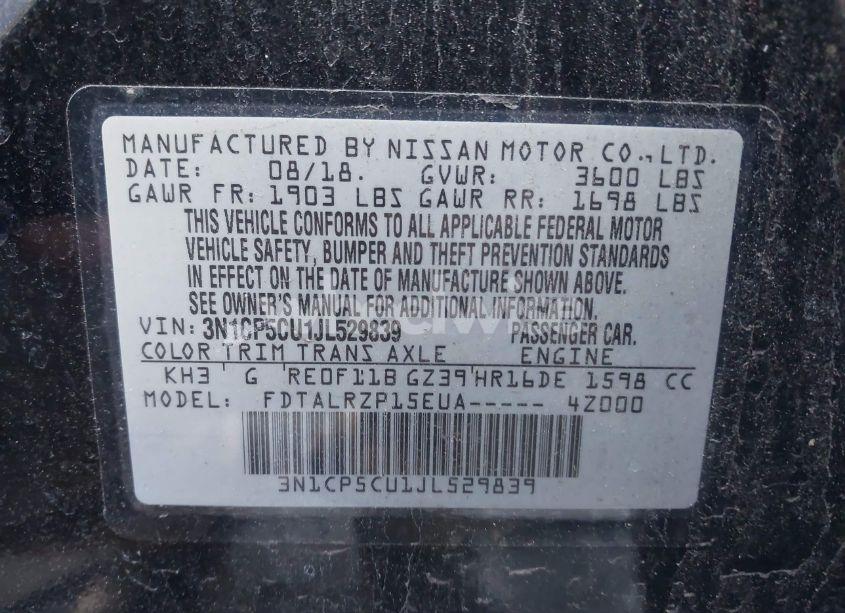 MANUFACTURED BY NISSAN MOTOR CO.,LTD.
DATE: 08/18. GVWR: 3600 LBS
GAWR FR: 1903 LBS GAWR RR: 1698 LBS
THIS VEHICLE CONFORMS TO ALL APPLICABLE FEDERAL MOTOR
VEHICLE SAFETY, BUMPER AND THEFT PREVENTION STANDARDS
IN EFFECT ON THE DATE OF MANUFACTURE SHOWN ABOVE.
SEE OWNER'S MANUAL FOR ADDITIONAL INFORMATION.
VIN: 3N1CP5CU1JL529839 PASSENGER CAR.
COLOR TRIM TRANS AXLE ENGINE
KH3 G RE0F11B GZ39 HR16DE 1598 CC
MODEL: FDTALRZP15EUA----- 4Z000
3N1CP5CU1JL529839